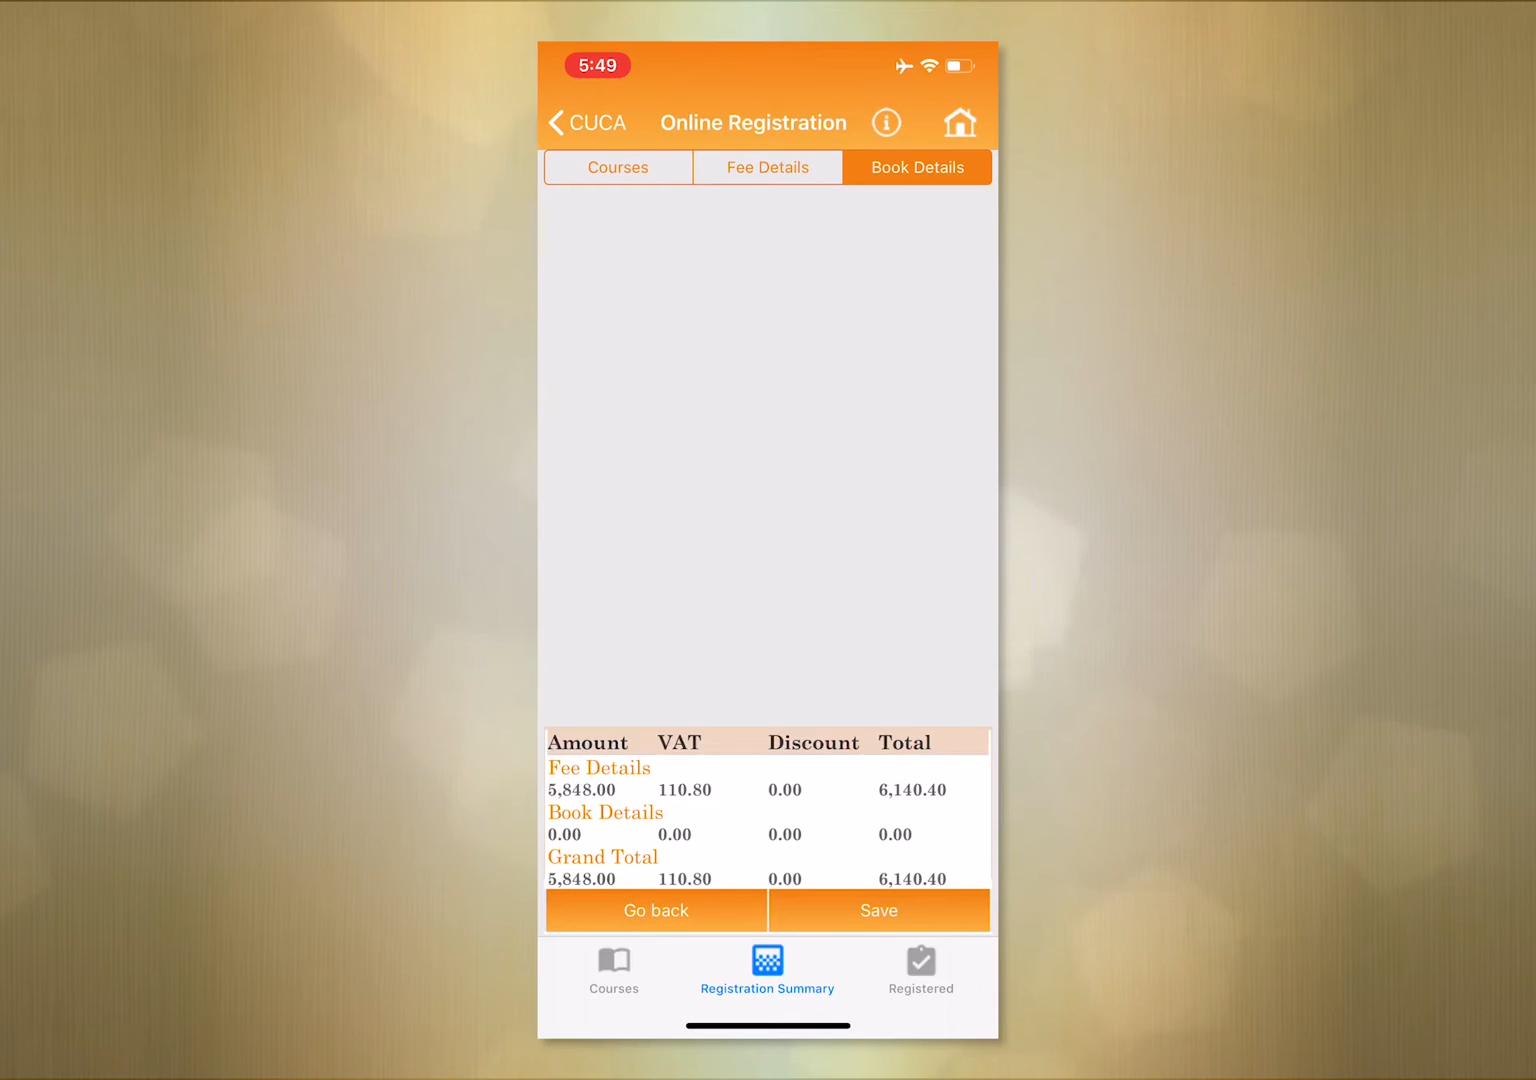 5:49
CUCA Online Registration
Courses Fee Details Book Details
Amount VAT Discount Total
Fee Details
5,848.00 110.80 0.00 6,140.40
Book Details
0.00 0.00 0.00 0.00
Grand Total
5,848.00 110.80 0.00 6,140.40
Go back Save
Courses Registration Summary Registered